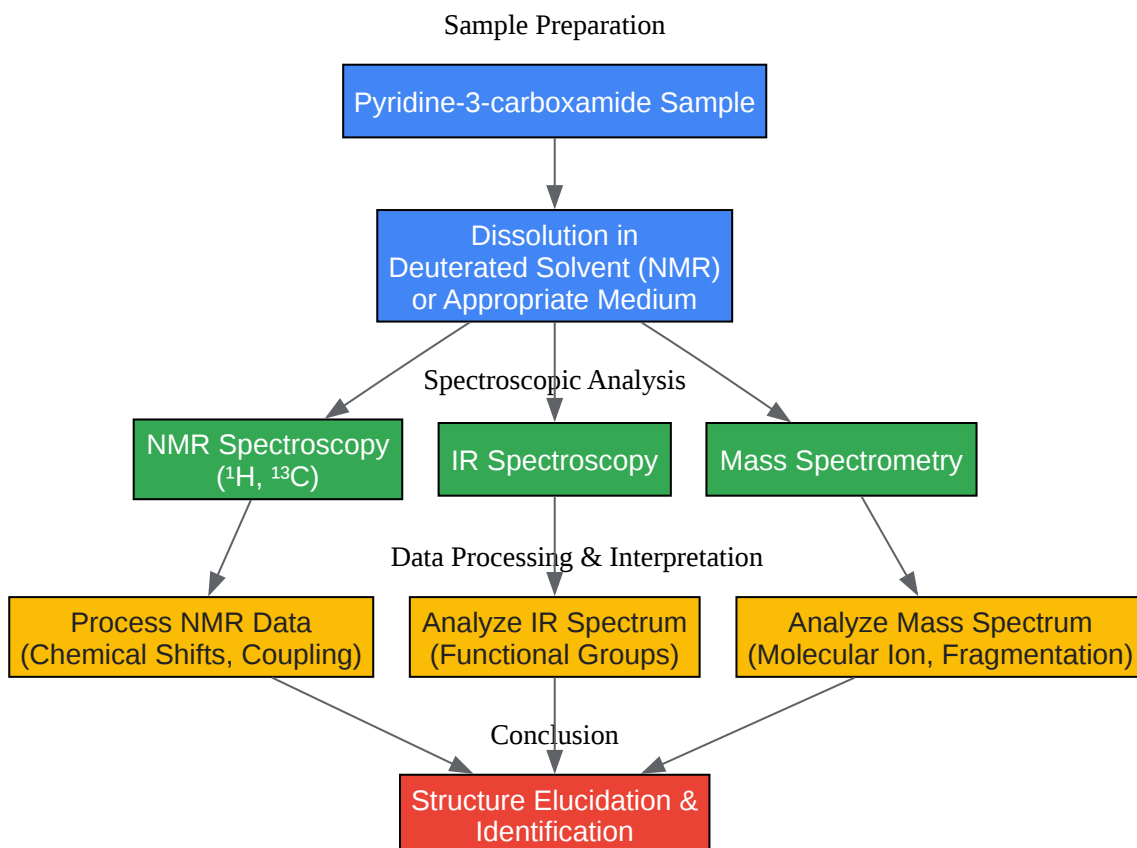 Sample Preparation
Pyridine-3-carboxamide Sample
Dissolution in
Deuterated Solvent (NMR)
or Appropriate Medium
Spectroscopic Analysis
NMR Spectroscopy
(¹H, ¹³C)
IR Spectroscopy
Mass Spectrometry
Data Processing & Interpretation
Process NMR Data
(Chemical Shifts, Coupling)
Analyze IR Spectrum
(Functional Groups)
Analyze Mass Spectrum
(Molecular Ion, Fragmentation)
Conclusion
Structure Elucidation &
Identification